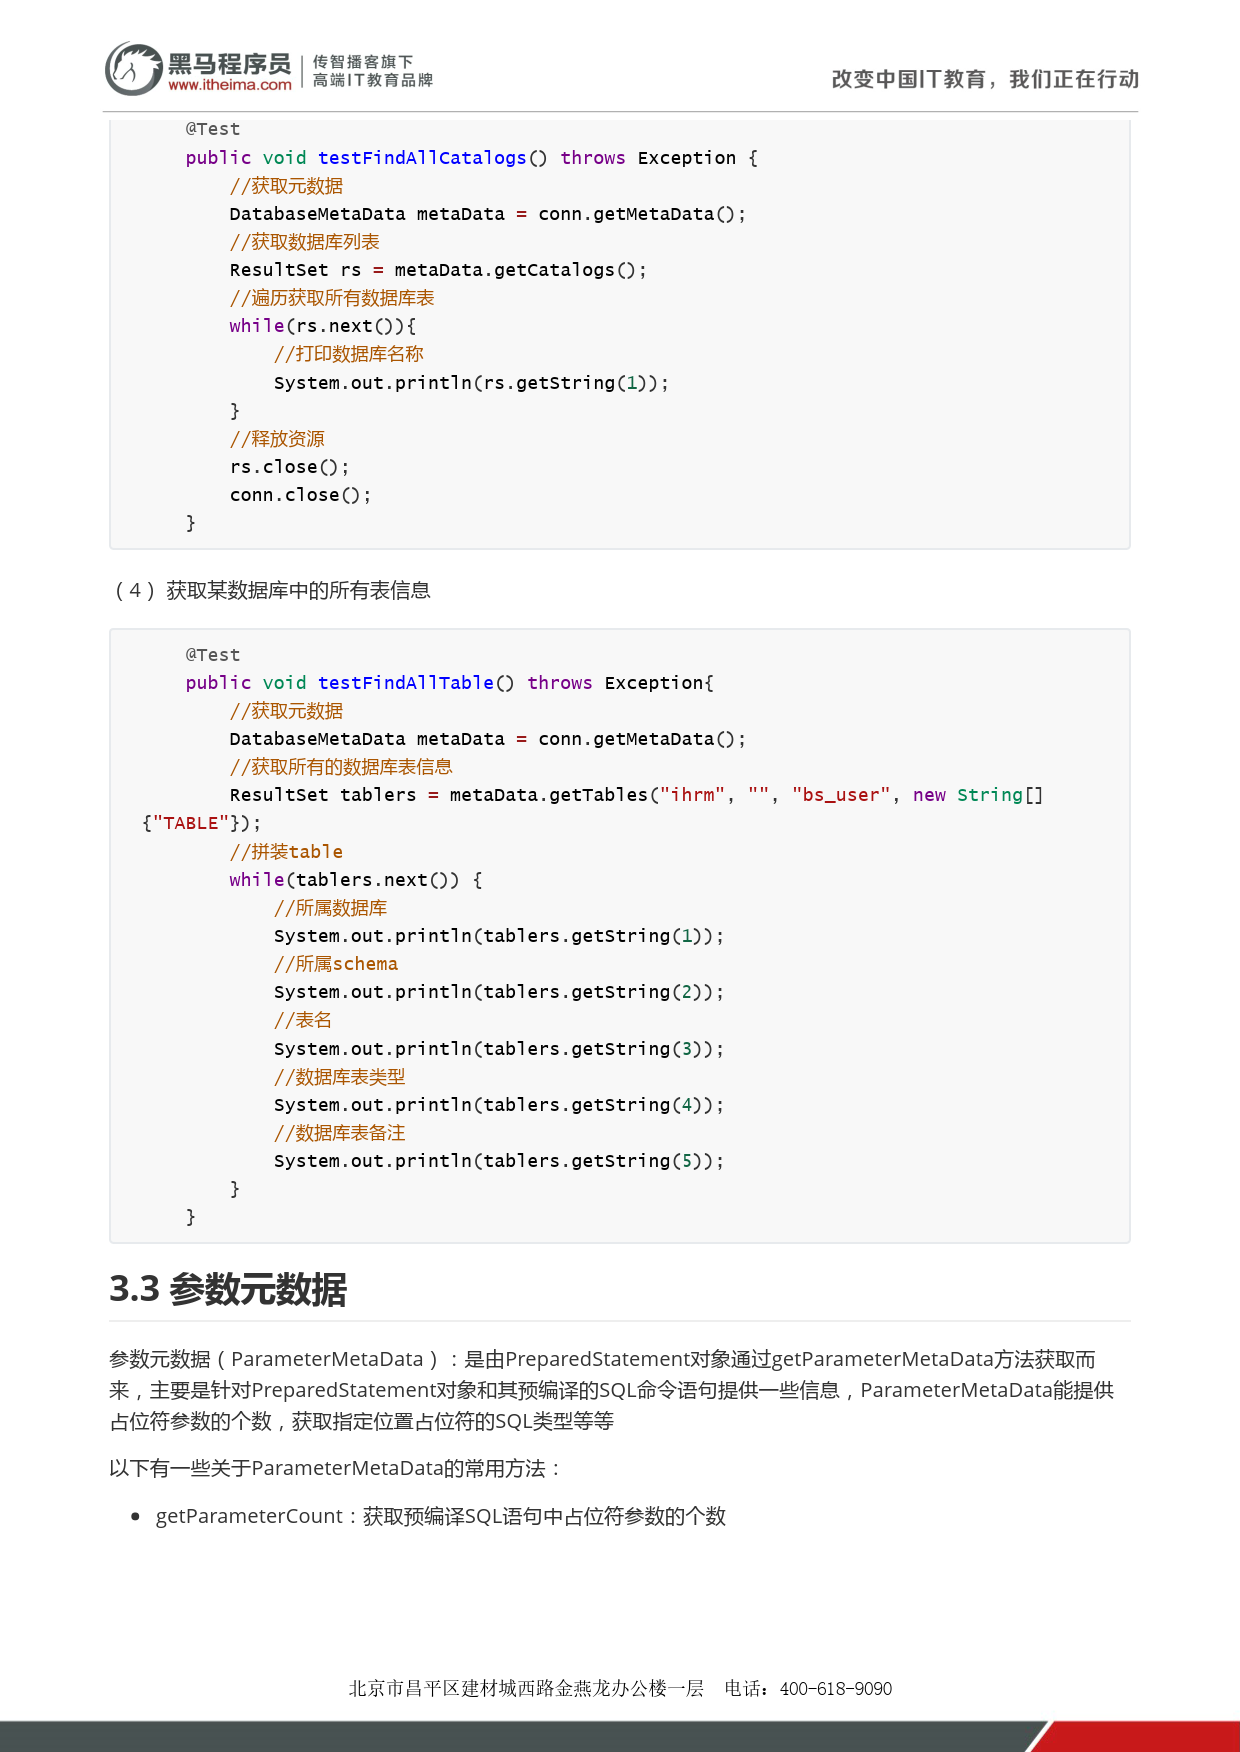 黑马程序员
www.itheima.com
传智播客旗下
高端IT教育品牌
改变中国IT教育，我们正在行动
    @Test
    public void testFindAllCatalogs() throws Exception {
        //获取元数据
        DatabaseMetaData metaData = conn.getMetaData();
        //获取数据库列表
        ResultSet rs = metaData.getCatalogs();
        //遍历获取所有数据库表
        while(rs.next()){
            //打印数据库名称
            System.out.println(rs.getString(1));
        }
        //释放资源
        rs.close();
        conn.close();
    }
（4）获取某数据库中的所有表信息
    @Test
    public void testFindAllTable() throws Exception{
        //获取元数据
        DatabaseMetaData metaData = conn.getMetaData();
        //获取所有的数据库表信息
        ResultSet tablers = metaData.getTables("ihrm", "", "bs_user", new String[]
{"TABLE"});
        //拼装table
        while(tablers.next()) {
            //所属数据库
            System.out.println(tablers.getString(1));
            //所属schema
            System.out.println(tablers.getString(2));
            //表名
            System.out.println(tablers.getString(3));
            //数据库表类型
            System.out.println(tablers.getString(4));
            //数据库表备注
            System.out.println(tablers.getString(5));
        }
    }
3.3 参数元数据
参数元数据（ParameterMetaData）：是由PreparedStatement对象通过getParameterMetaData方法获取而
来，主要是针对PreparedStatement对象和其预编译的SQL命令语句提供一些信息，ParameterMetaData能提供
占位符参数的个数，获取指定位置占位符的SQL类型等等
以下有一些关于ParameterMetaData的常用方法：
• getParameterCount：获取预编译SQL语句中占位符参数的个数
北京市昌平区建材城西路金燕龙办公楼一层 电话：400-618-9090